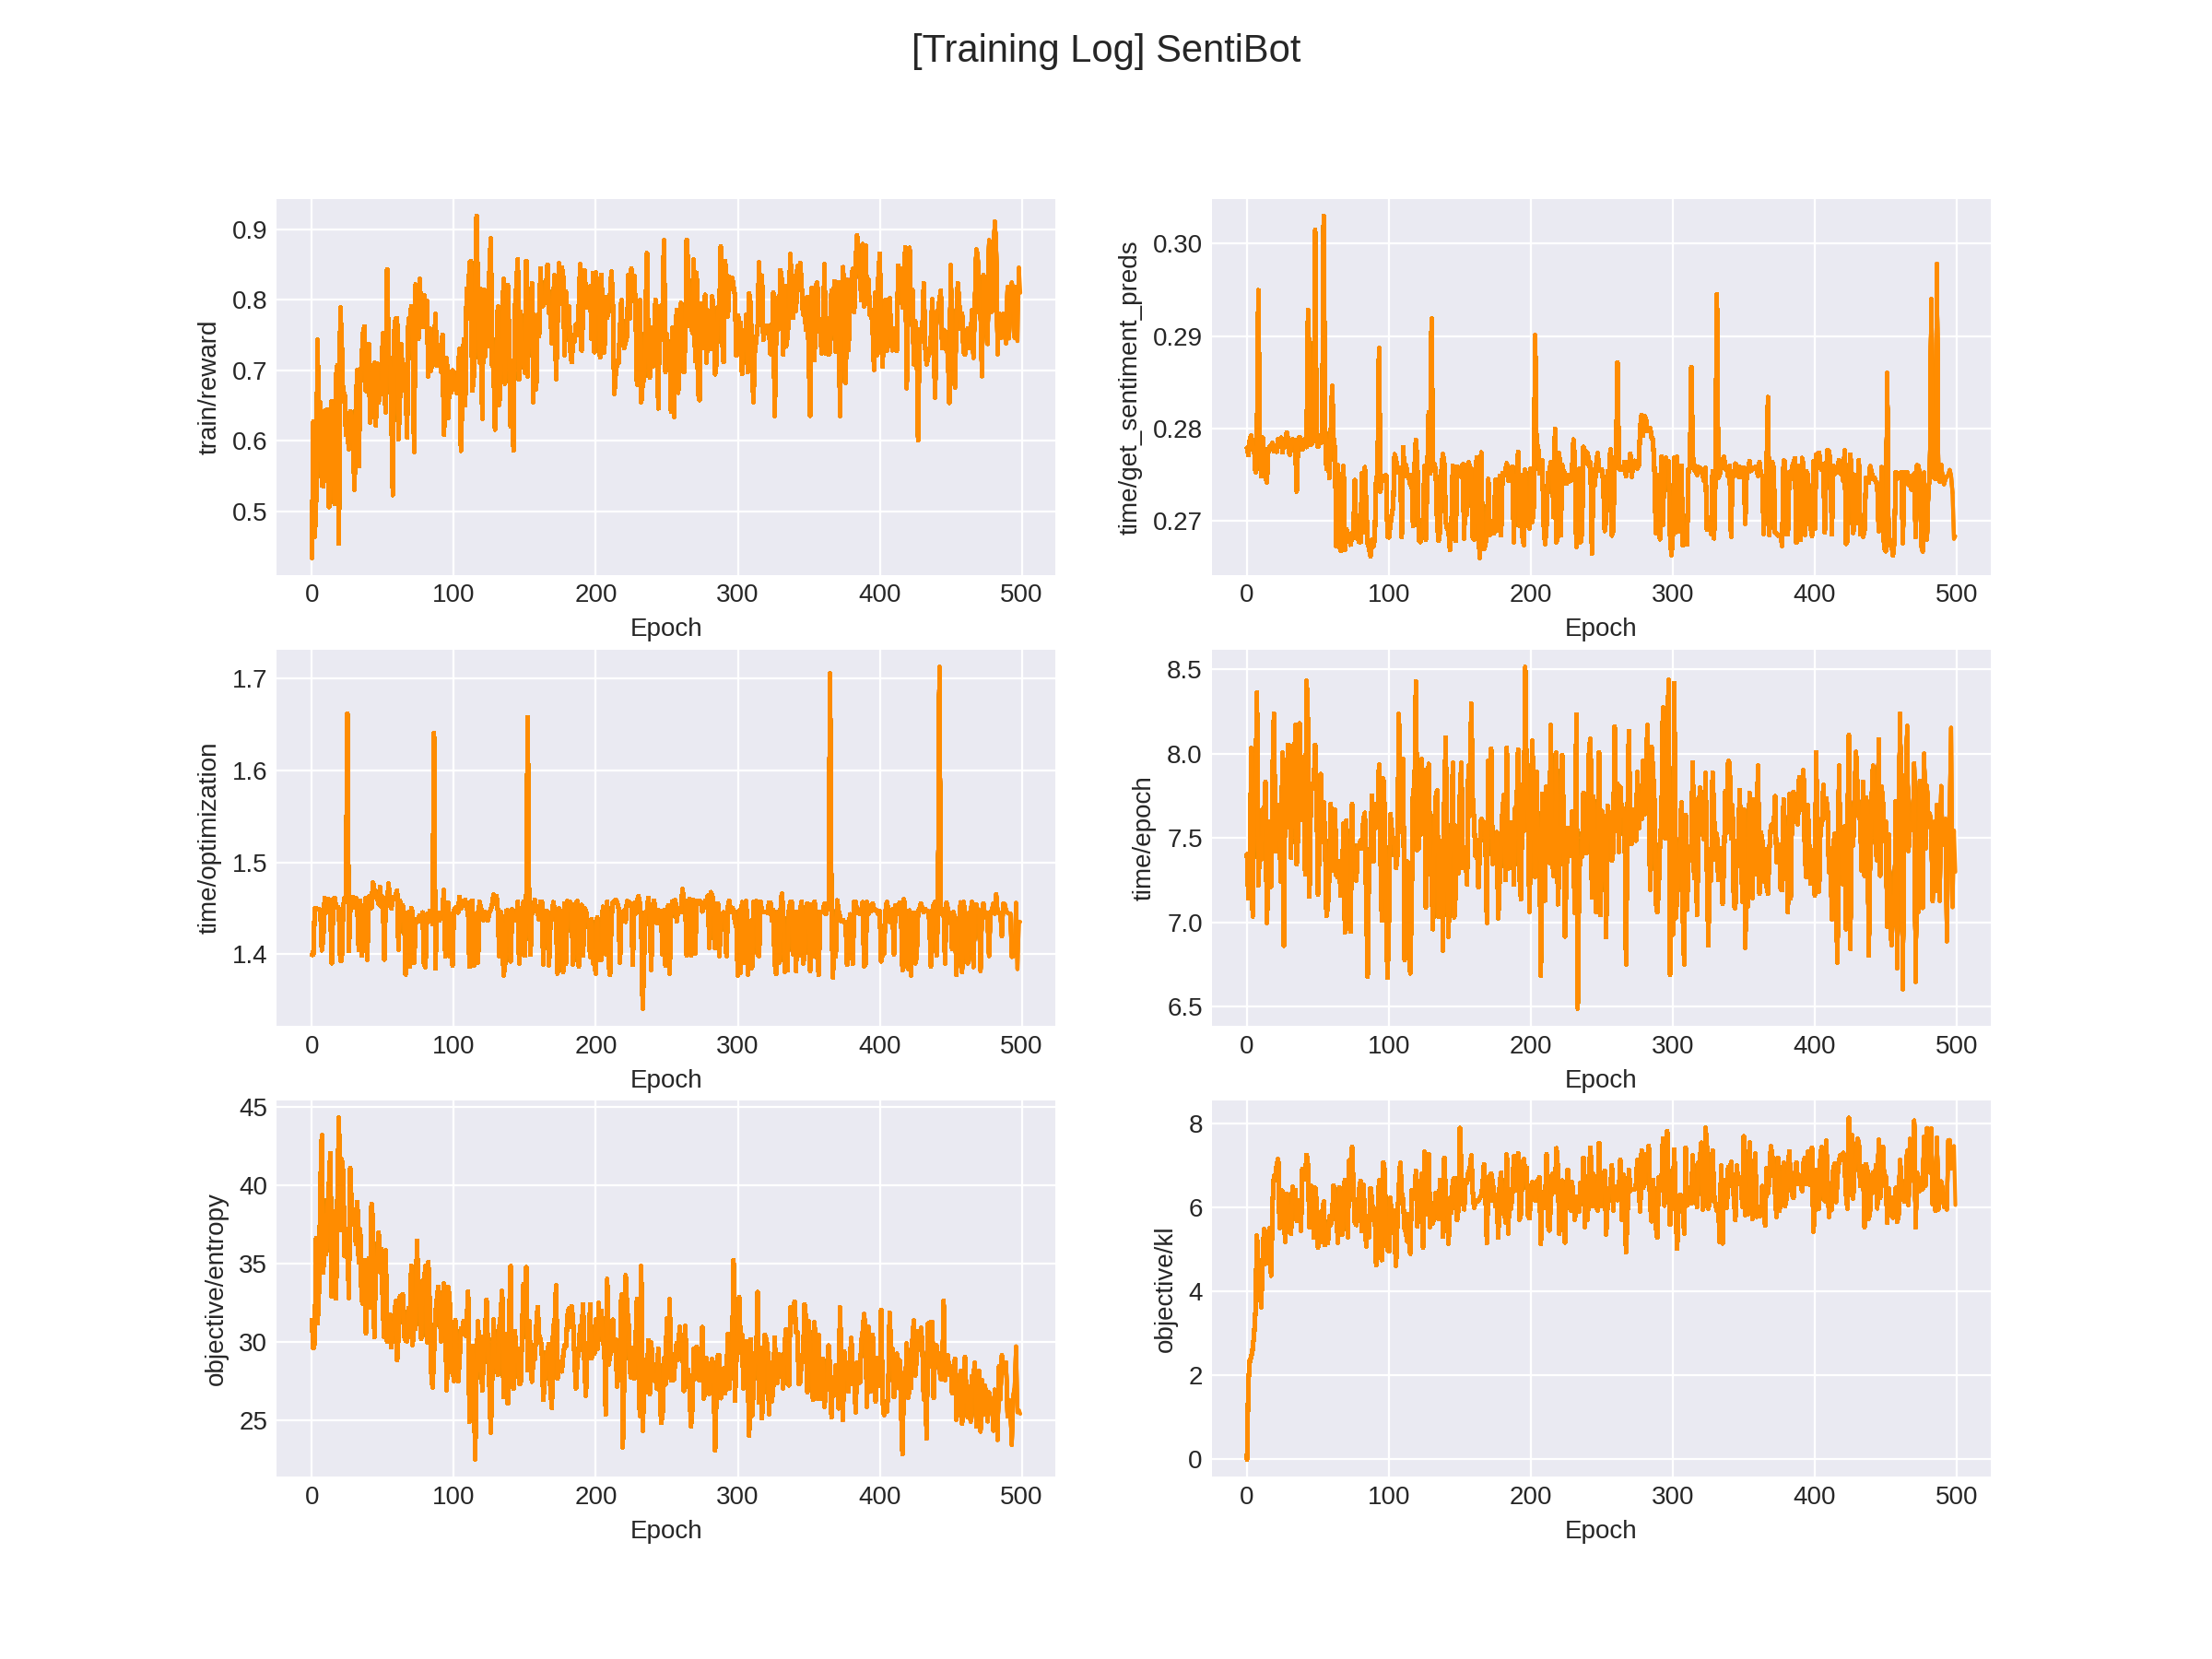 [Training Log] SentiBot
train/reward
0.9
0.8
0.7
0.6
0.5
0 100 200 300 400 500
Epoch
time/get_sentiment_preds
0.30
0.29
0.28
0.27
0 100 200 300 400 500
Epoch
time/optimization
1.7
1.6
1.5
1.4
0 100 200 300 400 500
Epoch
time/epoch
8.5
8.0
7.5
7.0
6.5
0 100 200 300 400 500
Epoch
objective/entropy
45
40
35
30
25
0 100 200 300 400 500
Epoch
objective/kl
8
6
4
2
0
0 100 200 300 400 500
Epoch